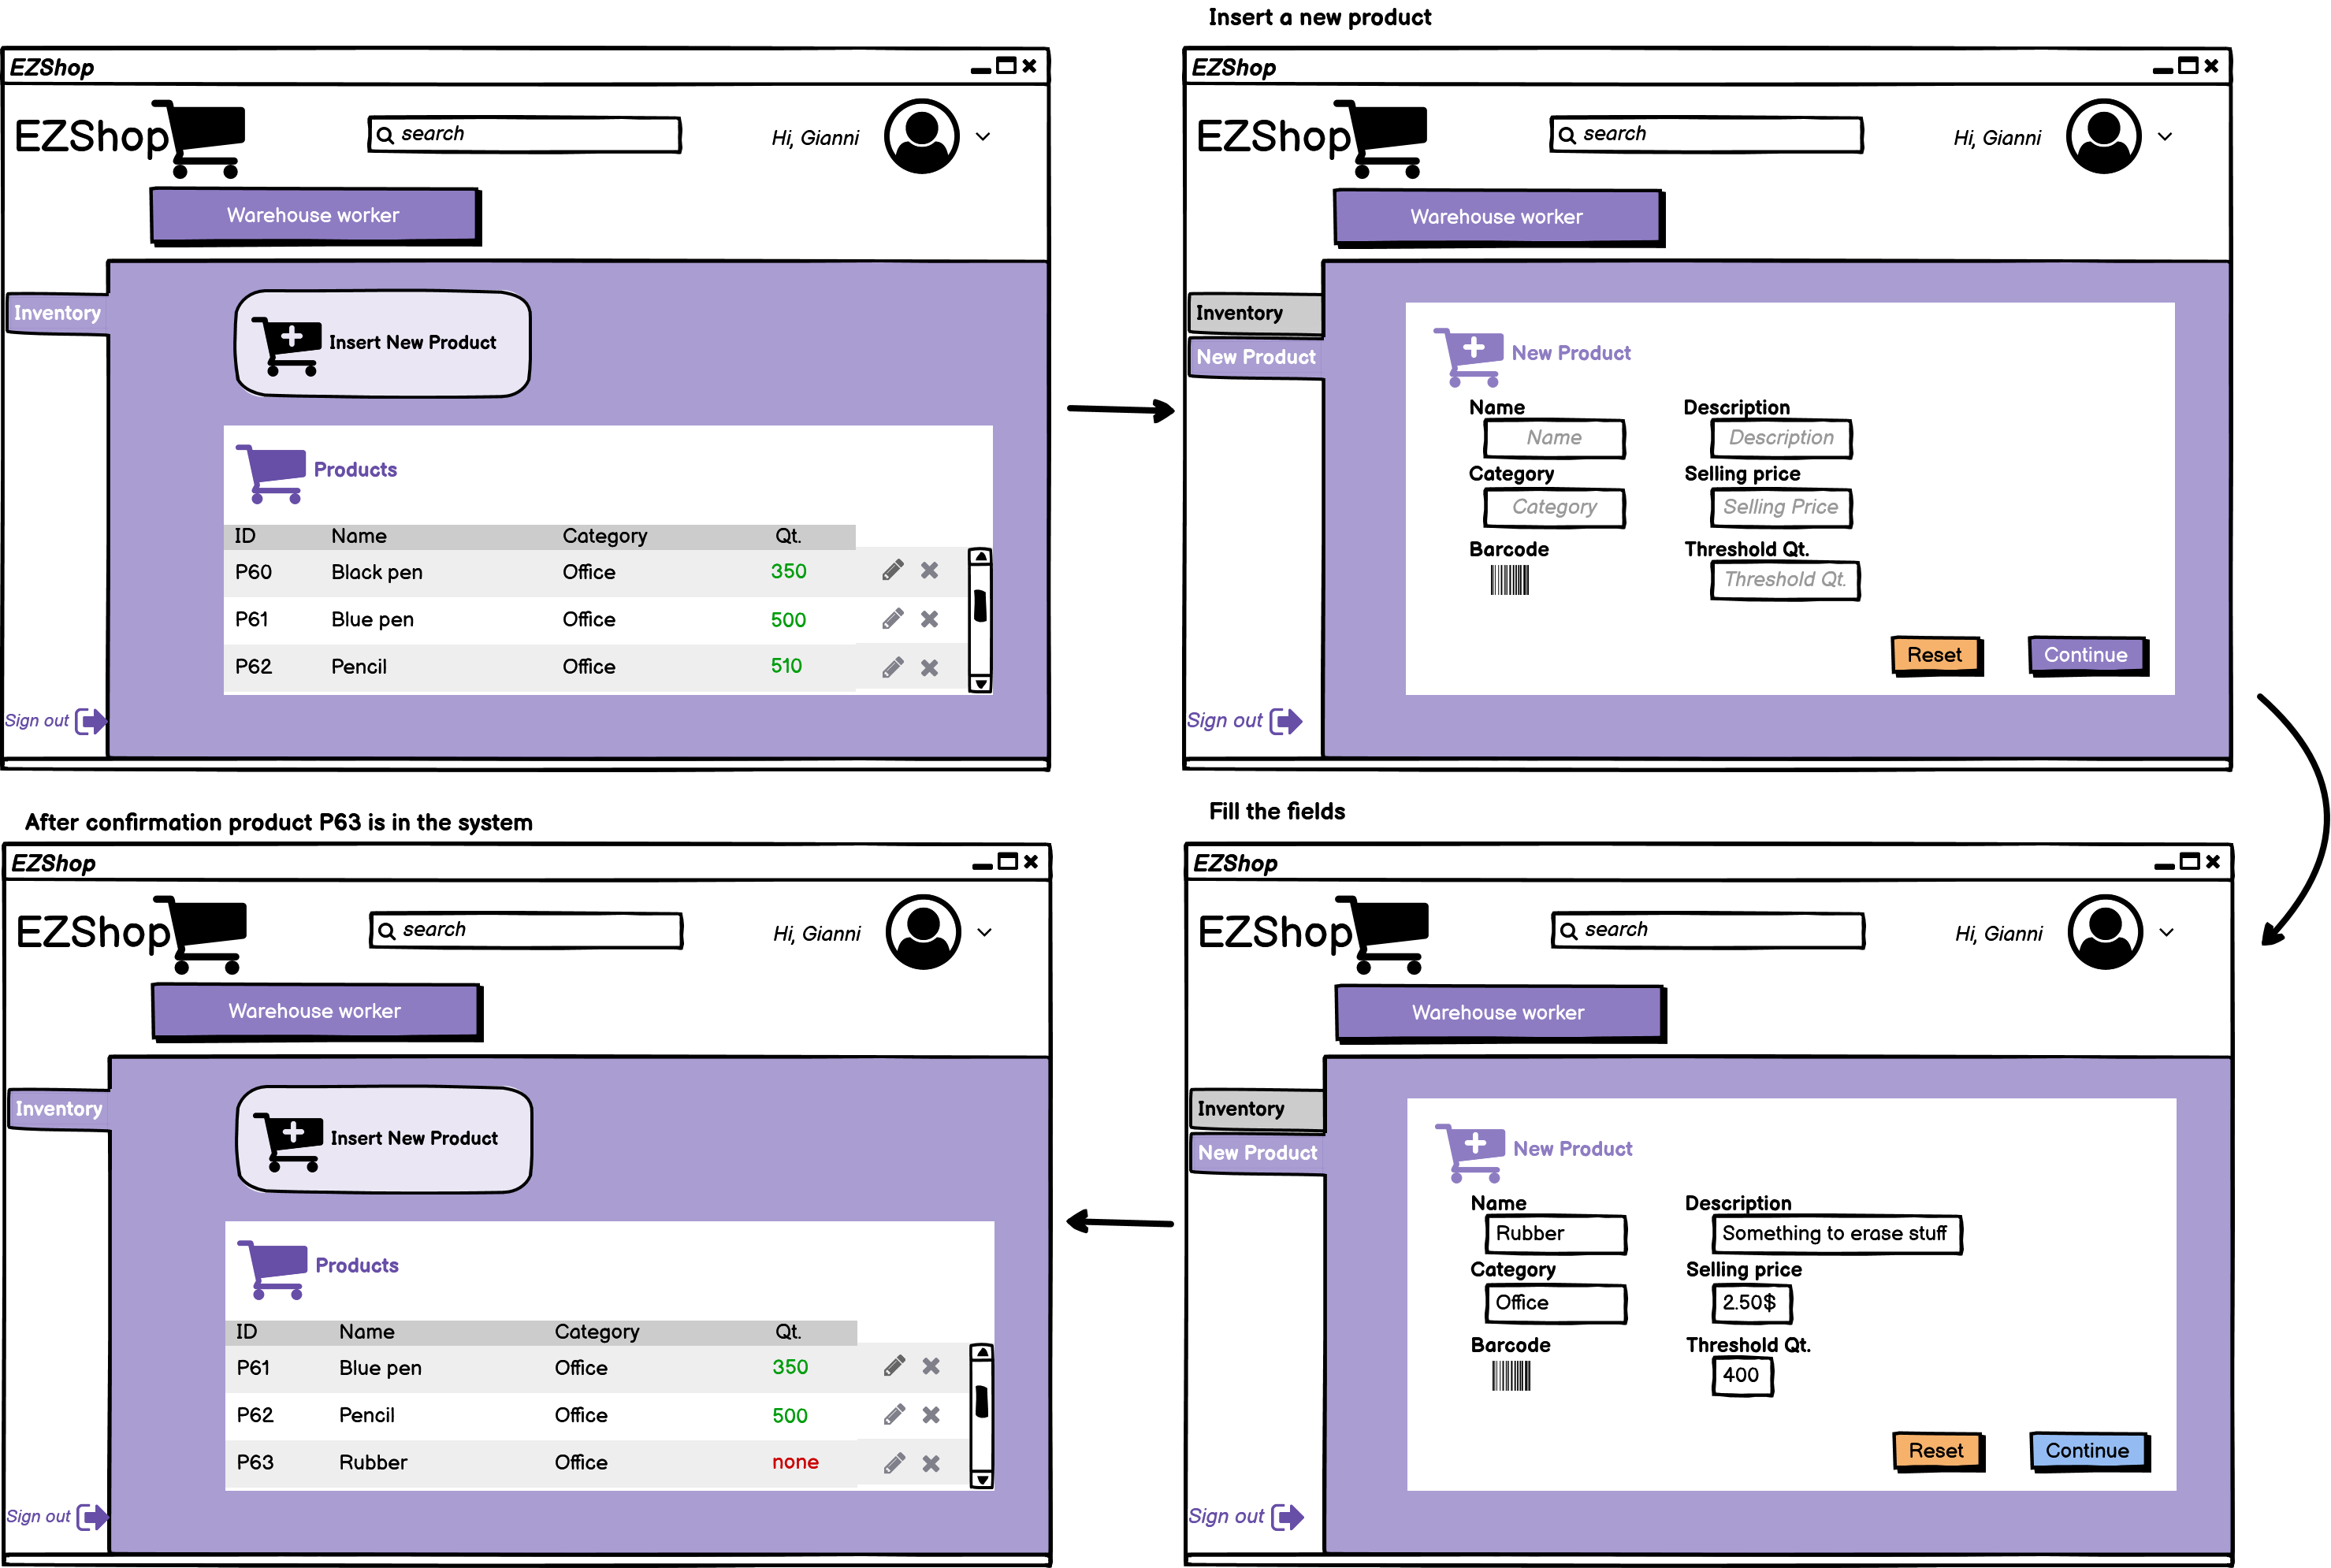 EZShop
EZShop
search
Hi, Gianni
Warehouse worker
Inventory
Insert New Product
Products
ID Name Category Qt.
P60 Black pen Office 350
P61 Blue pen Office 500
P62 Pencil Office 510
Sign out
Insert a new product
EZShop
EZShop
search
Hi, Gianni
Warehouse worker
Inventory
New Product
New Product
Name Description
Name Description
Category Selling price
Category Selling Price
Barcode Threshold Qt.
Threshold Qt.
Reset Continue
Sign out
Fill the fields
EZShop
EZShop
search
Hi, Gianni
Warehouse worker
Inventory
New Product
New Product
Name Description
Rubber Something to erase stuff
Category Selling price
Office 2.50$
Barcode Threshold Qt.
400
Reset Continue
Sign out
After confirmation product P63 is in the system
EZShop
EZShop
search
Hi, Gianni
Warehouse worker
Inventory
Insert New Product
Products
ID Name Category Qt.
P61 Blue pen Office 350
P62 Pencil Office 500
P63 Rubber Office none
Sign out